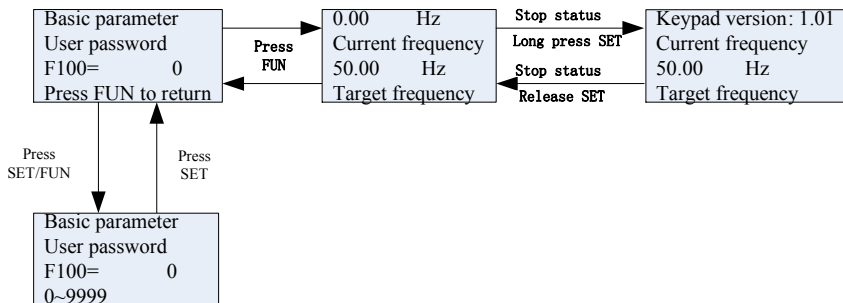 Basic parameter
User password
F100= 0
Press FUN to return
Press
FUN
0.00 Hz
Current frequency
50.00 Hz
Target frequency
Stop status
Long press SET
Stop status
Release SET
Keypad version: 1.01
Current frequency
50.00 Hz
Target frequency
Press
SET/FUN
Press
SET
Basic parameter
User password
F100= 0
0~9999